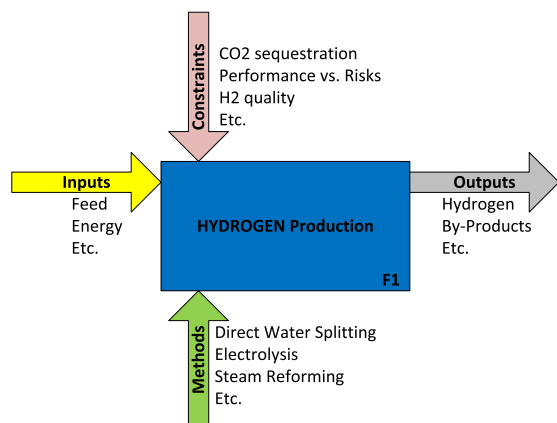 Constraints
CO2 sequestration
Performance vs. Risks
H2 quality
Etc.
Inputs
Feed
Energy
Etc.
HYDROGEN Production
F1
Outputs
Hydrogen
By-Products
Etc.
Methods
Direct Water Splitting
Electrolysis
Steam Reforming
Etc.